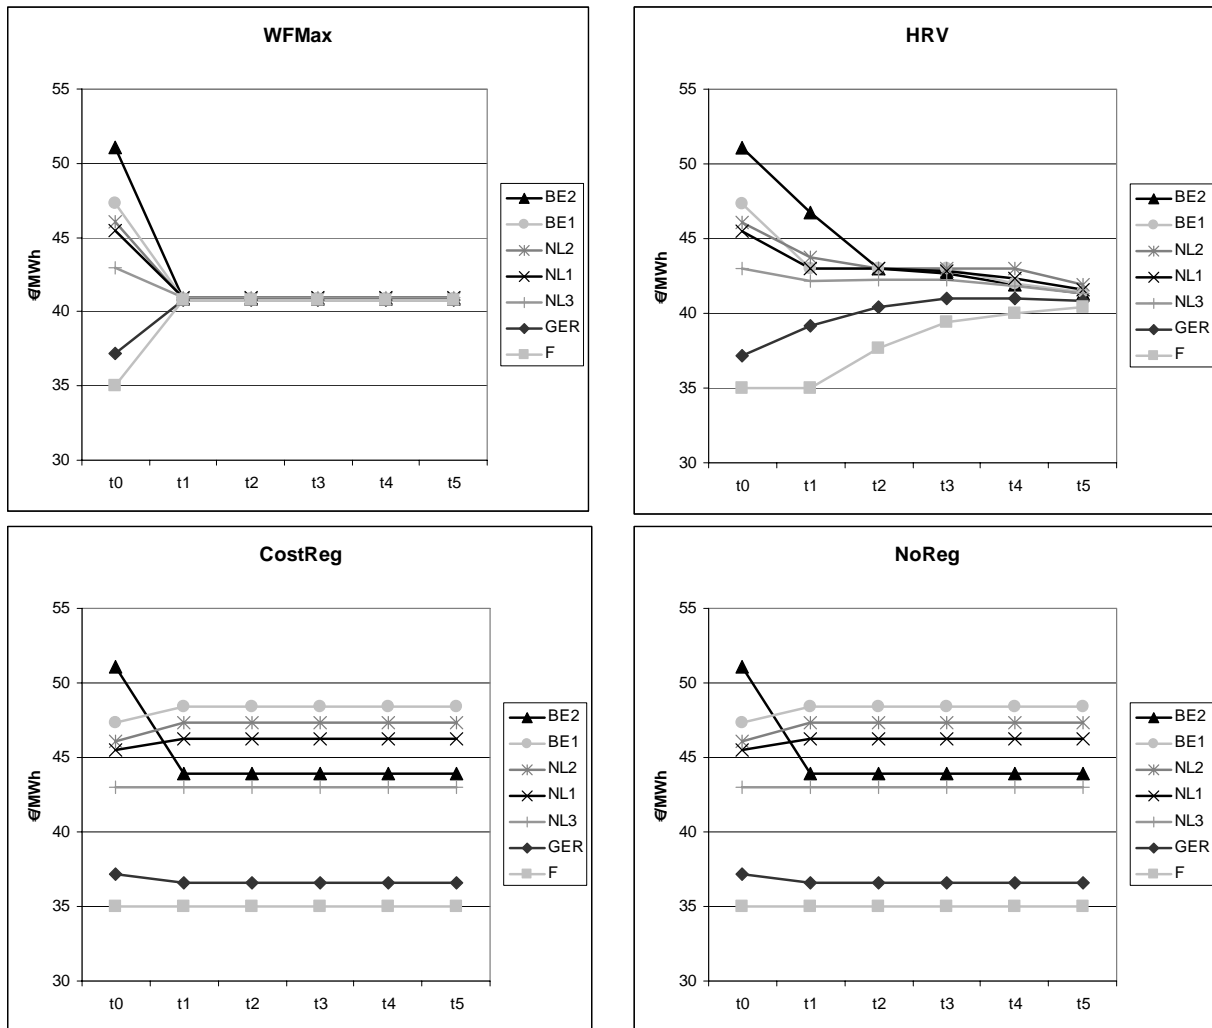 WFMax
55
50
45
40
35
30
€/MWh
t0 t1 t2 t3 t4 t5
BE2
BE1
NL2
NL1
NL3
GER
F
HRV
55
50
45
40
35
30
€/MWh
t0 t1 t2 t3 t4 t5
BE2
BE1
NL2
NL1
NL3
GER
F
CostReg
55
50
45
40
35
30
€/MWh
t0 t1 t2 t3 t4 t5
BE2
BE1
NL2
NL1
NL3
GER
F
NoReg
55
50
45
40
35
30
€/MWh
t0 t1 t2 t3 t4 t5
BE2
BE1
NL2
NL1
NL3
GER
F